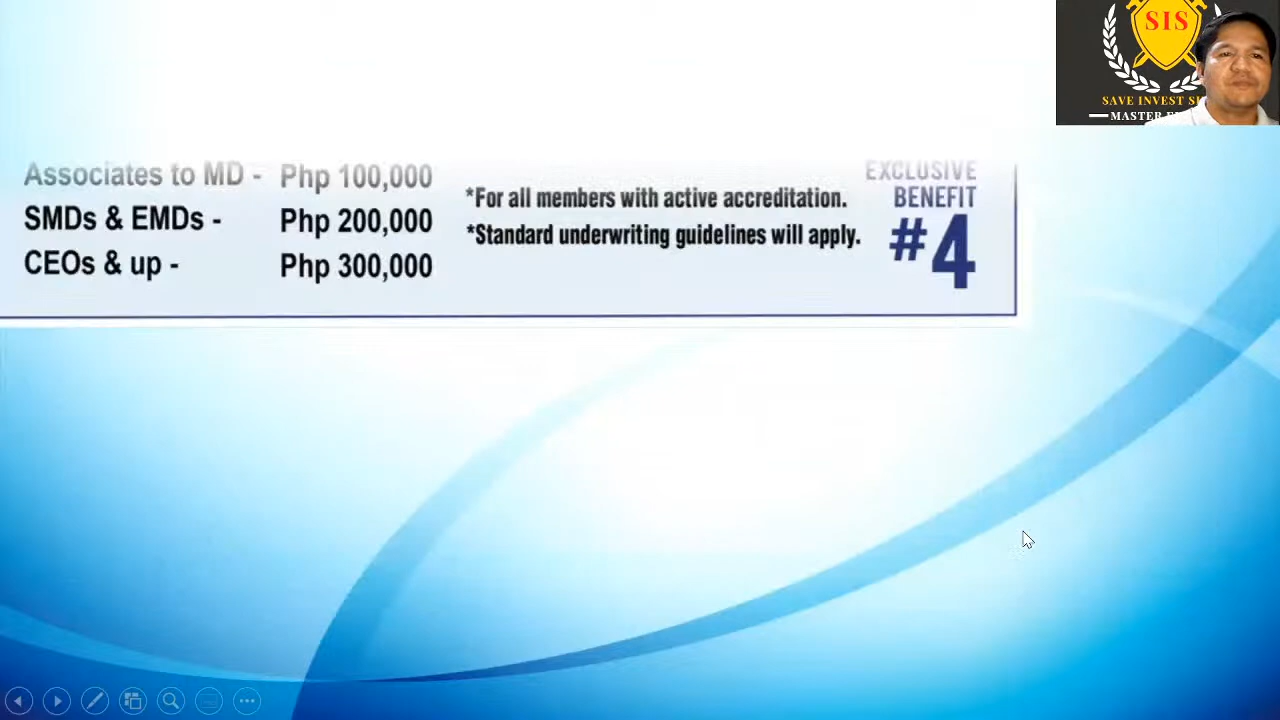 SIS
SAVE INVEST
MASTER
Associates to MD - Php 100,000
SMDs & EMDs - Php 200,000
CEOs & up - Php 300,000
*For all members with active accreditation.
*Standard underwriting guidelines will apply.
EXCLUSIVE
BENEFIT
#4